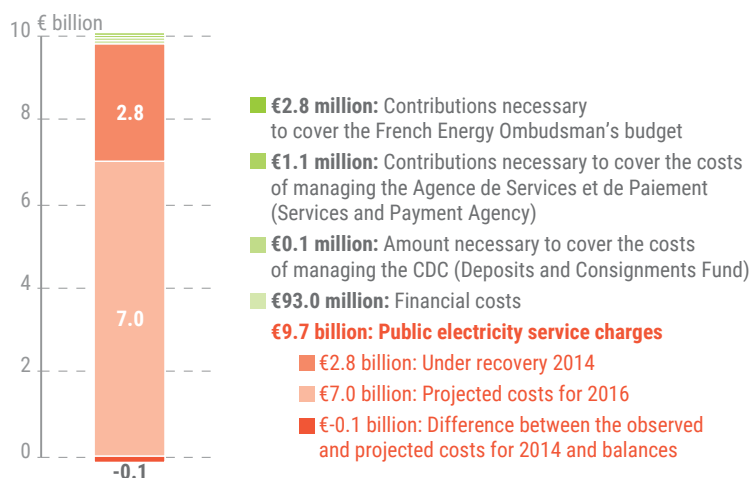 € billion
10
8
6
4
2
0
2.8
7.0
-0.1
€2.8 million: Contributions necessary
to cover the French Energy Ombudsman's budget
€1.1 million: Contributions necessary to cover the costs
of managing the Agence de Services et de Paiement
(Services and Payment Agency)
€0.1 million: Amount necessary to cover the costs
of managing the CDC (Deposits and Consignments Fund)
€93.0 million: Financial costs
€9.7 billion: Public electricity service charges
€2.8 billion: Under recovery 2014
€7.0 billion: Projected costs for 2016
€-0.1 billion: Difference between the observed
and projected costs for 2014 and balances